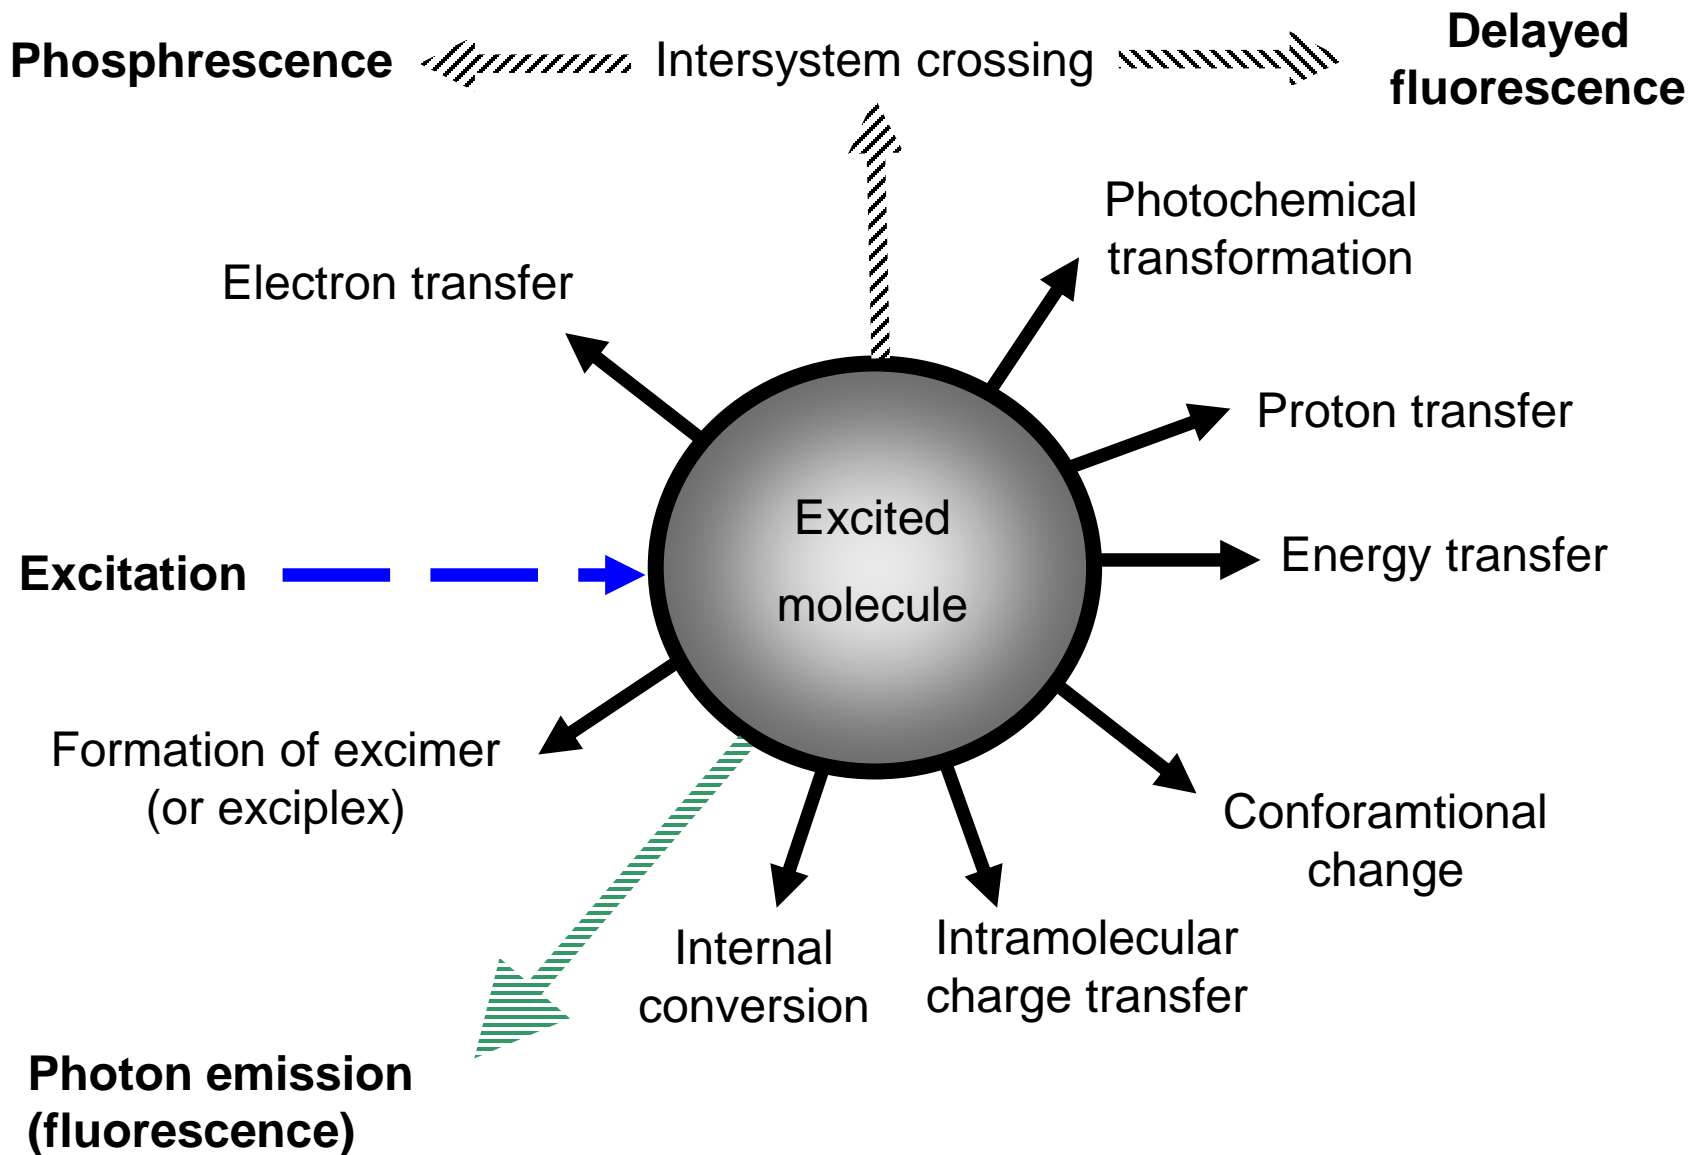 Phosphrescence
Intersystem crossing
Delayed
fluorescence
Photochemical
transformation
Electron transfer
Proton transfer
Excited
molecule
Energy transfer
Excitation
Formation of excimer
(or exciplex)
Conforamtional
change
Internal
conversion
Intramolecular
charge transfer
Photon emission
(fluorescence)